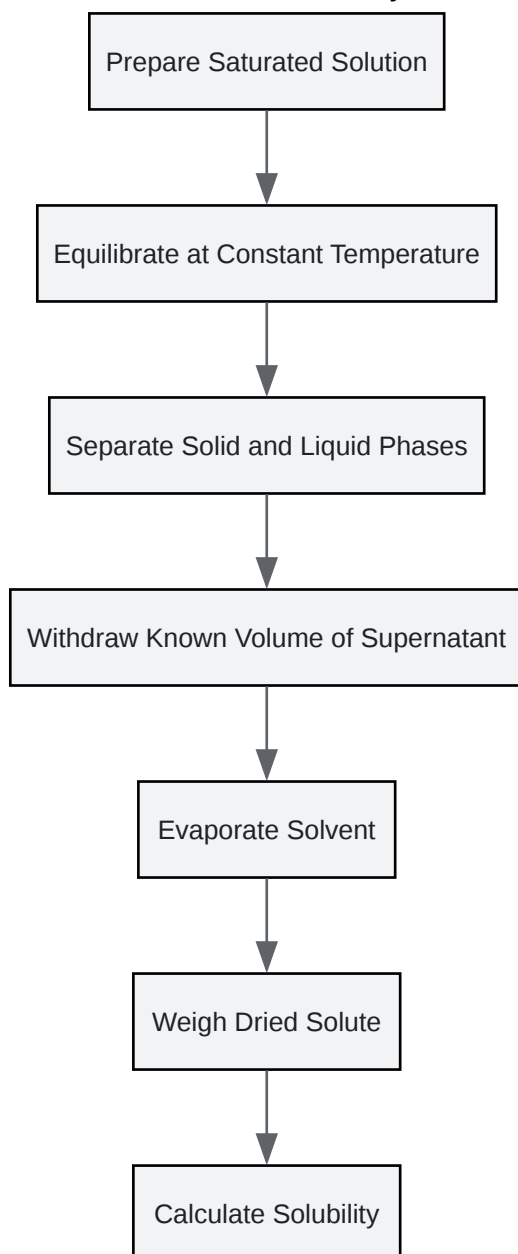 Prepare Saturated Solution
Equilibrate at Constant Temperature
Separate Solid and Liquid Phases
Withdraw Known Volume of Supernatant
Evaporate Solvent
Weigh Dried Solute
Calculate Solubility